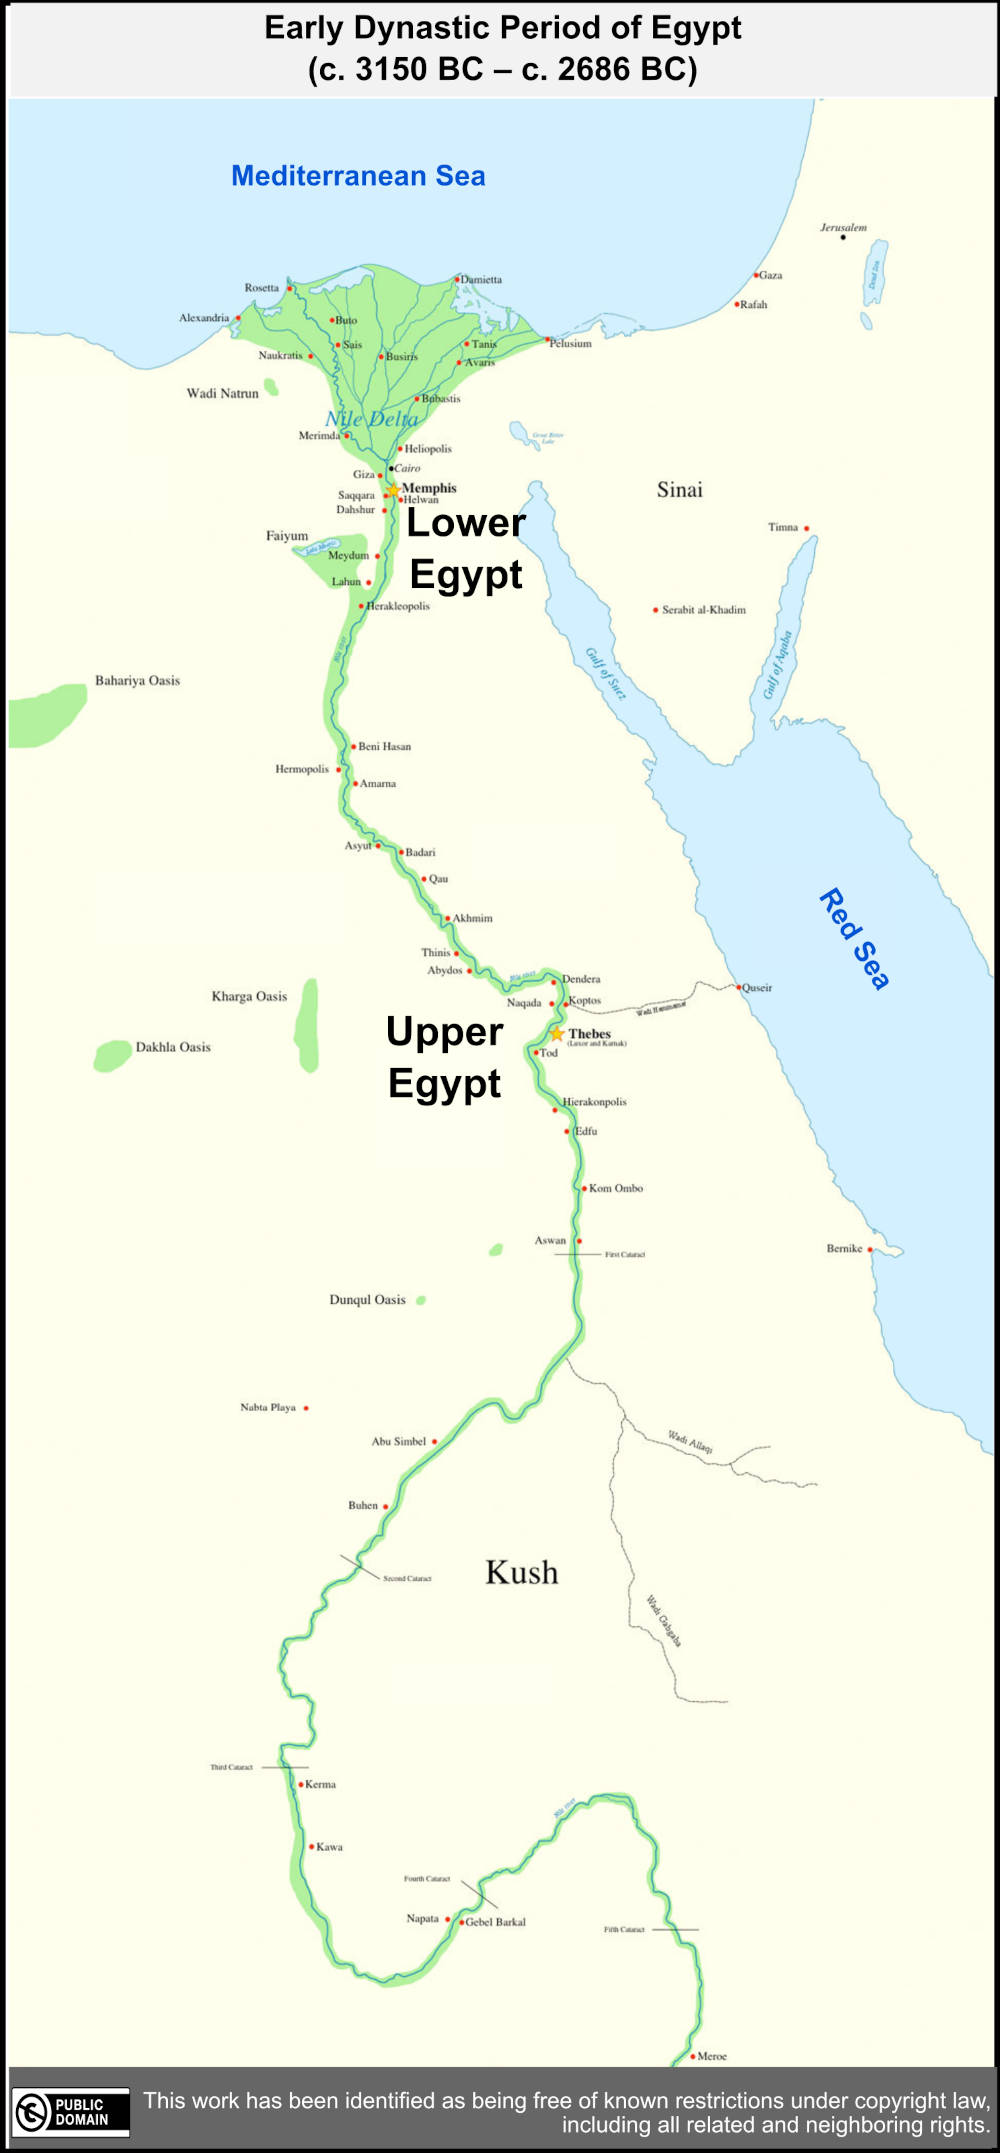 Early Dynastic Period of Egypt
(c. 3150 BC – c. 2686 BC)
Mediterranean Sea
Jerusalem
Dead Sea
Gaza
Rafah
Damietta
Rosetta
Alexandria
Buto
Sais
Naukratis
Busiris
Tanis
Avaris
Pelusium
Wadi Natrun
Bubastis
Nile Delta
Merimda
Heliopolis
Great Bitter
Lake
Cairo
Giza
Memphis
Saqqara
Helwan
Dahshur
Lower
Egypt
Sinai
Timna
Faiyum
Lake Moeris
Meydum
Lahun
Herakleopolis
Serabit al-Khadim
Nile river
Gulf of Suez
Gulf of Aqaba
Bahariya Oasis
Beni Hasan
Hermopolis
Amarna
Asyut
Badari
Qau
Akhmim
Thinis
Abydos
Nile river
Dendera
Red Sea
Kharga Oasis
Naqada
Koptos
Wadi Hammamat
Quseir
Dakhla Oasis
Upper
Egypt
Thebes
(Luxor and Karnak)
Tod
Hierakonpolis
Edfu
Kom Ombo
Aswan
First Cataract
Bernike
Dunqul Oasis
Nabta Playa
Abu Simbel
Wadi Allaqi
Buhen
Second Cataract
Kush
Wadi Gabgaba
Third Cataract
Kerma
Nile river
Kawa
Fourth Cataract
Napata
Gebel Barkal
Fifth Cataract
Meroe
PUBLIC
DOMAIN
This work has been identified as being free of known restrictions under copyright law,
including all related and neighboring rights.